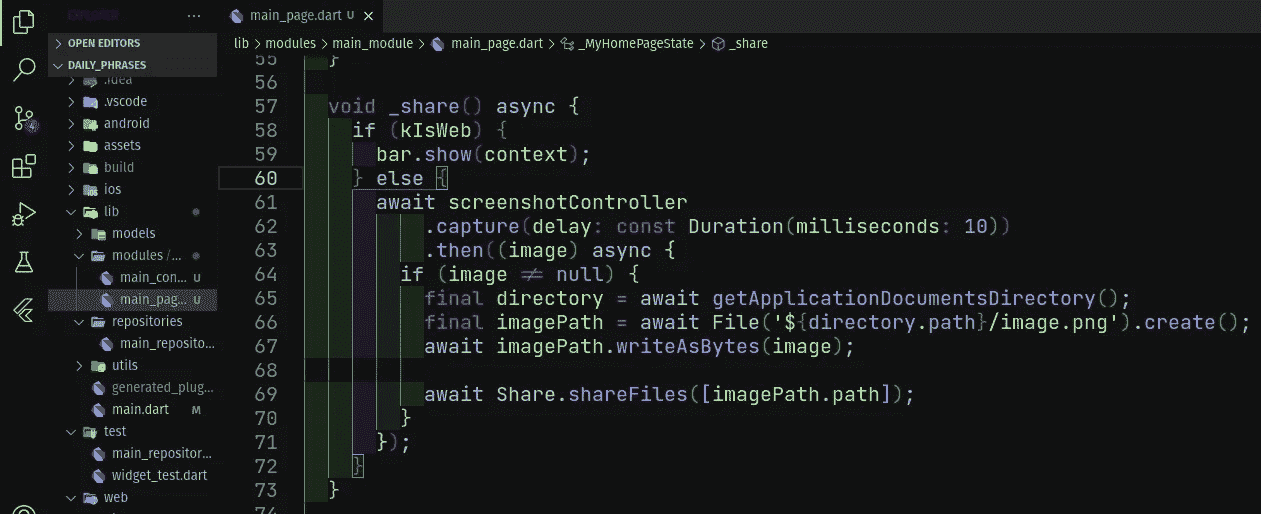 main_page.dart U ×
OPEN EDITORS
DAILY_PHRASES
.idea
.vscode
android
assets
build
ios
lib
models
modules /...
main_con... U
main_pag... U
repositories
main_reposito...
utils
generated_plug...
main.dart M
test
main_repositor...
widget_test.dart
web
4
lib > modules > main_module > main_page.dart > _MyHomePageState > _share
55 }
56
57 void _share() async {
58 if (kIsWeb) {
59 bar.show(context);
60 } else {
61 await screenshotController
62 .capture(delay: const Duration(milliseconds: 10))
63 .then((image) async {
64 if (image ≠ null) {
65 final directory = await getApplicationDocumentsDirectory();
66 final imagePath = await File('${directory.path}/image.png').create();
67 await imagePath.writeAsBytes(image);
68
69 await Share.shareFiles([imagePath.path]);
70 }
71 });
72 }
73 }
74